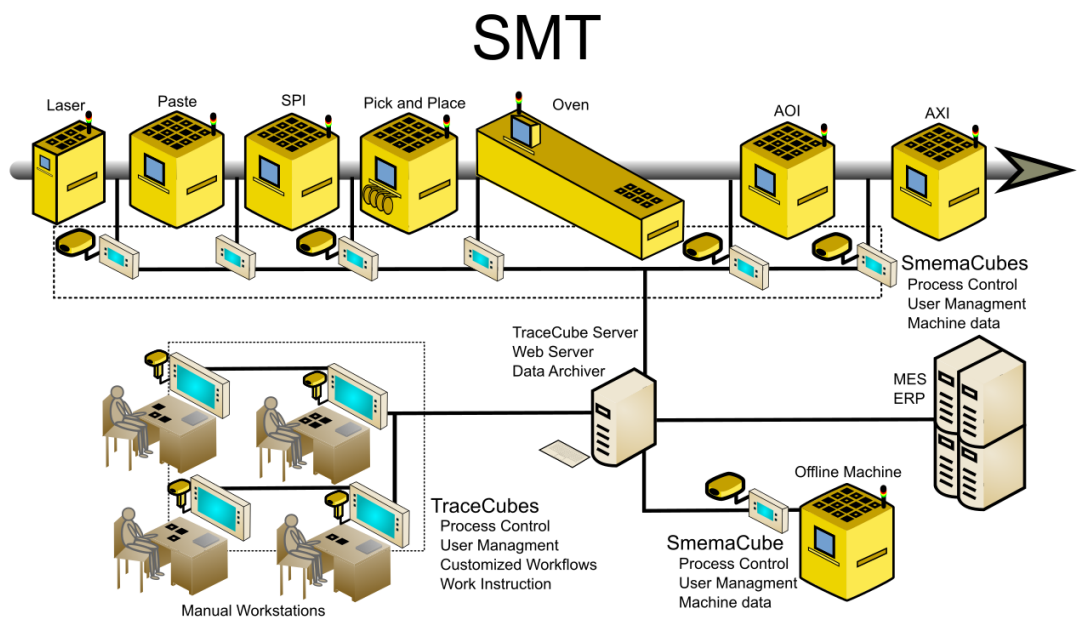 SMT
Laser
Paste
SPI
Pick and Place
Oven
AOI
AXI
SmemaCubes
Process Control
User Managment
Machine data
TraceCube Server
Web Server
Data Archiver
MES
ERP
Offline Machine
TraceCubes
Process Control
User Managment
Customized Workflows
Work Instruction
SmemaCube
Process Control
User Managment
Machine data
Manual Workstations